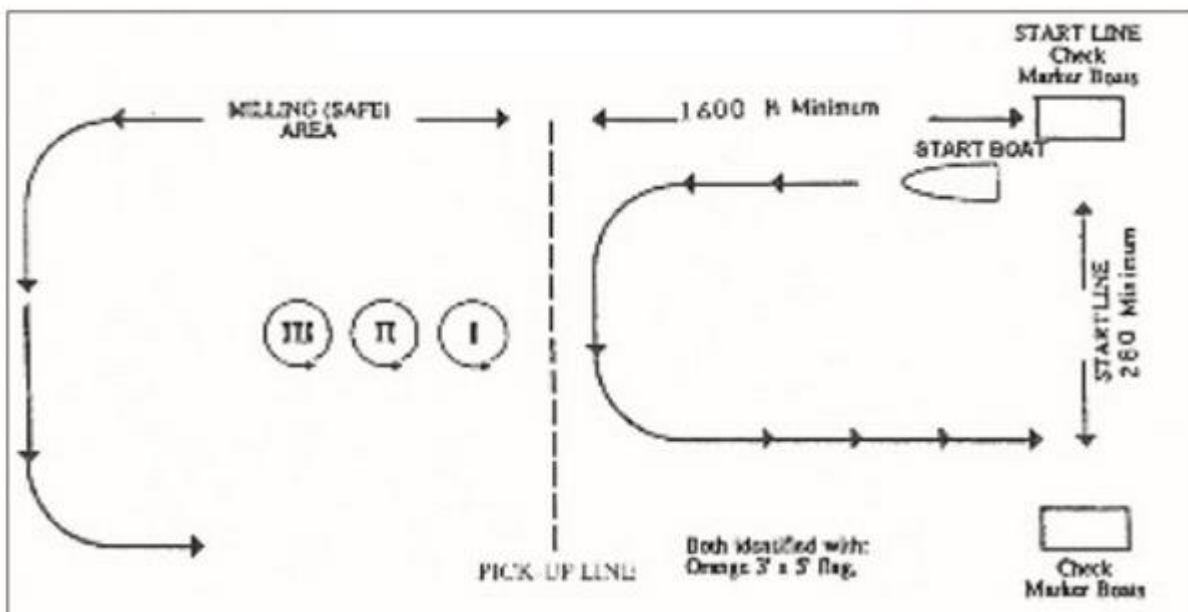 START LINE
Check
Marker Boats
MILLING (SAFE)
AREA
1600 ft Minimum
START BOAT
START LINE
280 Minimum
III
II
I
Both identified with:
Orange 3' x 5' flag.
PICK-UP LINE
Check
Marker Boats